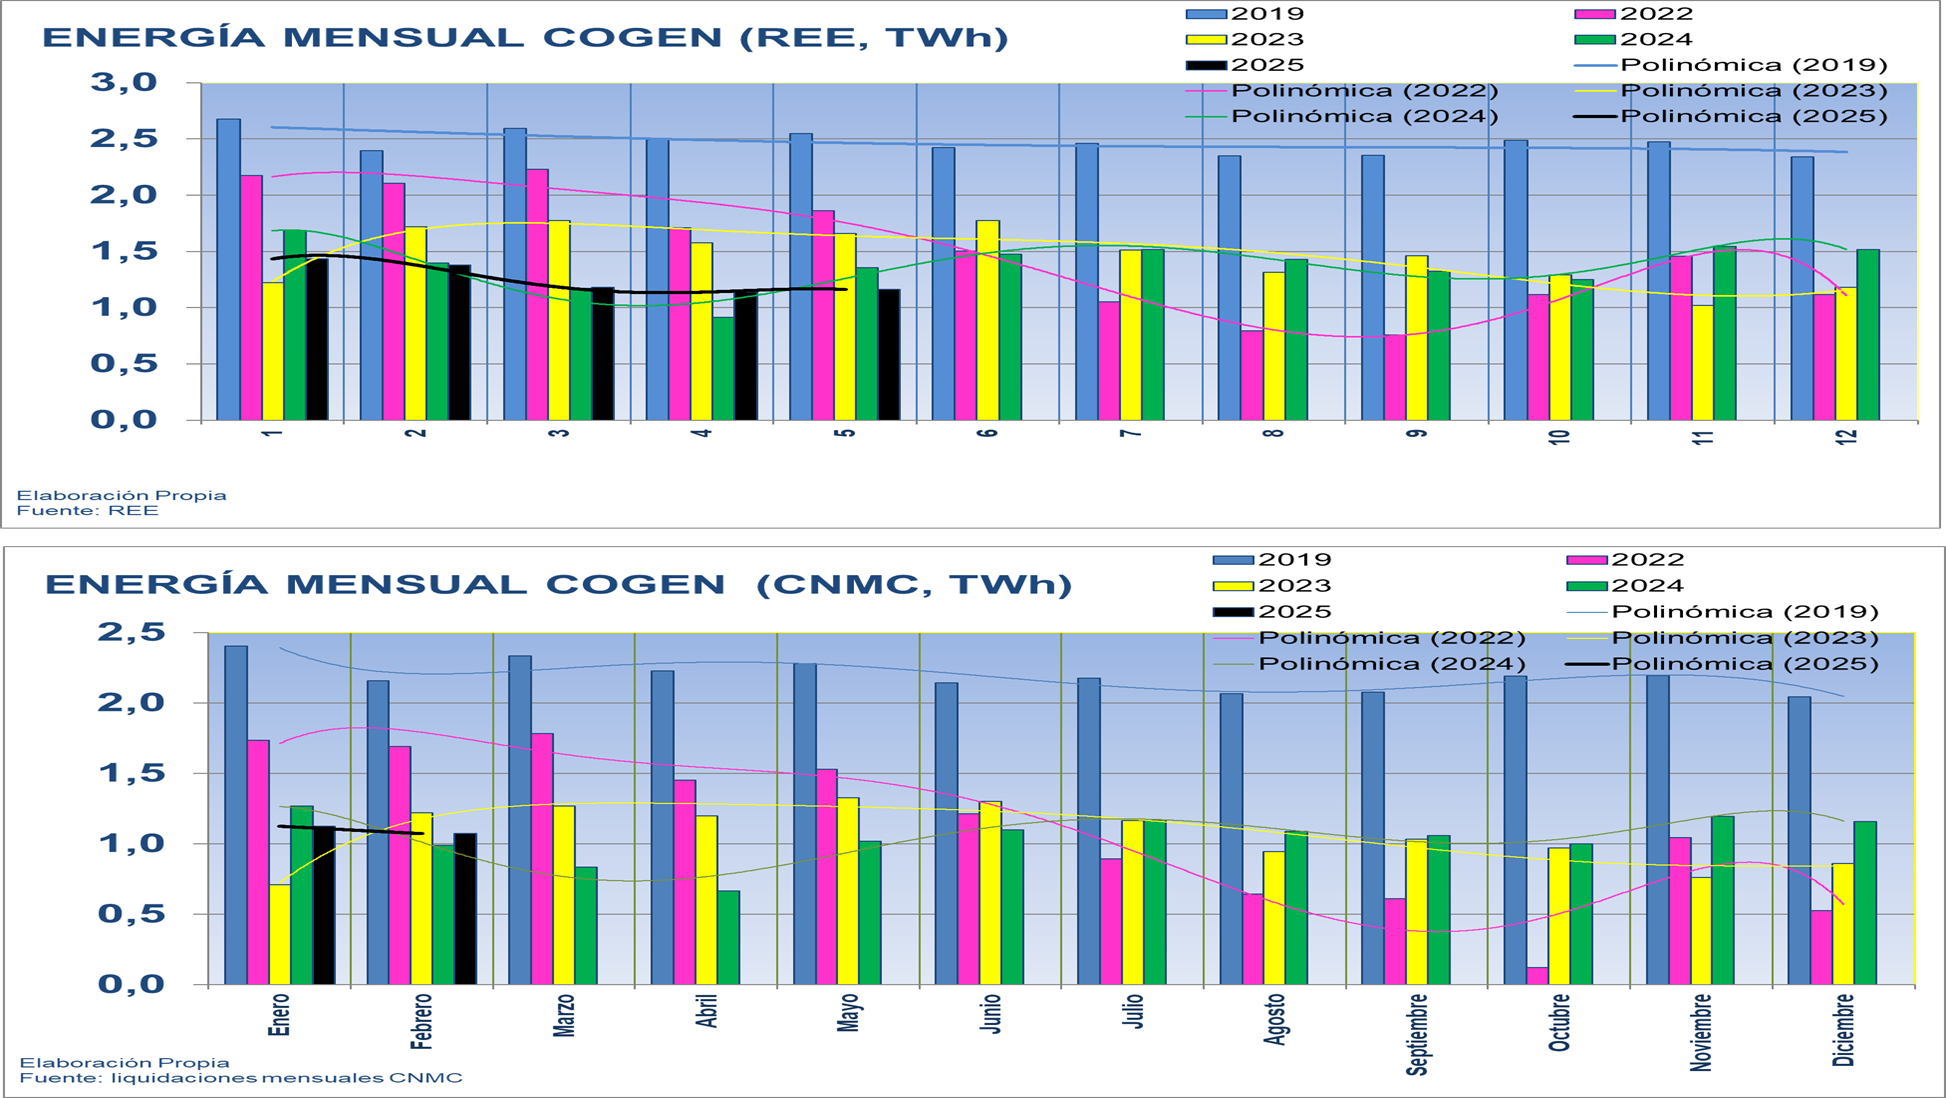 ENERGÍA MENSUAL COGEN (REE, TWh)
2019
2022
2023
2024
2025
Polinómica (2019)
Polinómica (2022)
Polinómica (2023)
Polinómica (2024)
Polinómica (2025)
3,0
2,5
2,0
1,5
1,0
0,5
0,0
1 2 3 4 5 6 7 8 9 10 11 12
Elaboración Propia
Fuente: REE
ENERGÍA MENSUAL COGEN (CNMC, TWh)
2019
2022
2023
2024
2025
Polinómica (2019)
Polinómica (2022)
Polinómica (2023)
Polinómica (2024)
Polinómica (2025)
2,5
2,0
1,5
1,0
0,5
0,0
Enero
Febrero
Marzo
Abril
Mayo
Junio
Julio
Agosto
Septiembre
Octubre
Noviembre
Diciembre
Elaboración Propia
Fuente: liquidaciones mensuales CNMC